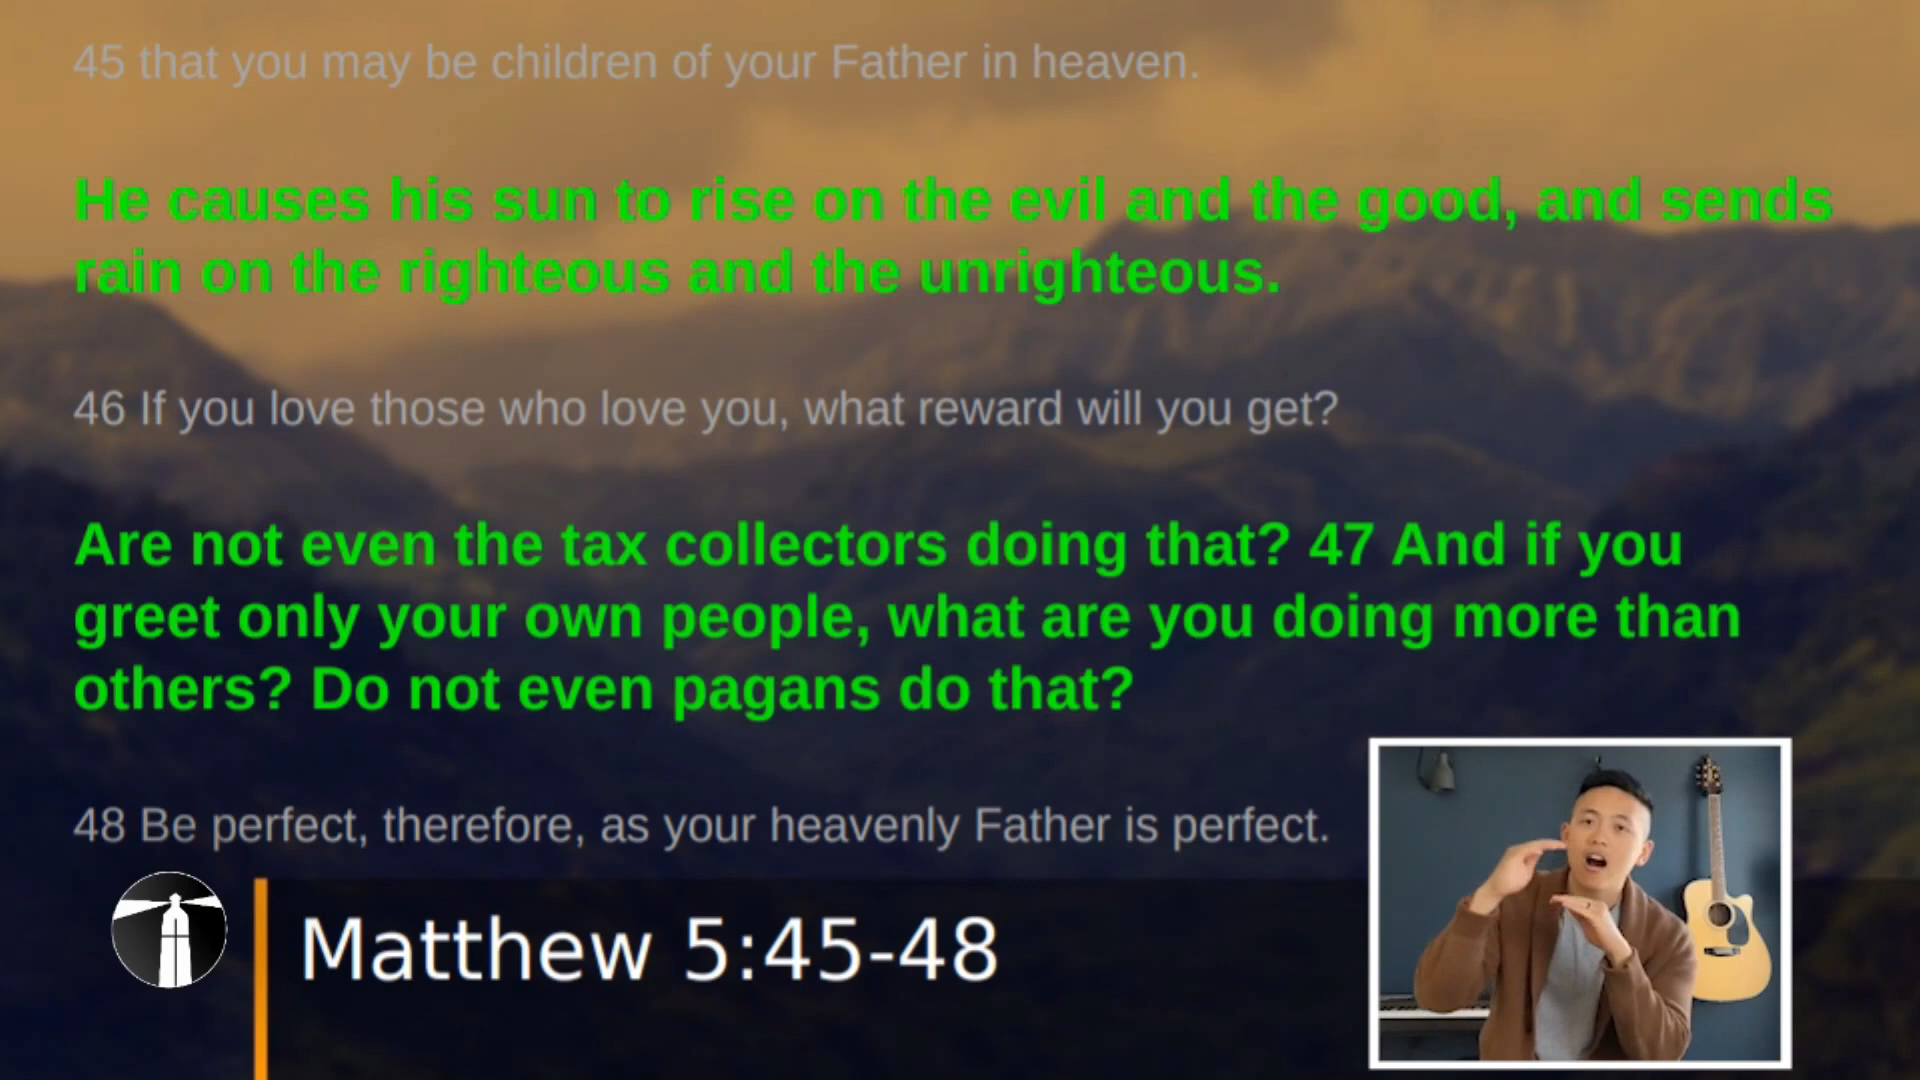 45 that you may be children of your Father in heaven.
He causes his sun to rise on the evil and the good, and sends
rain on the righteous and the unrighteous.
46 If you love those who love you, what reward will you get?
Are not even the tax collectors doing that? 47 And if you
greet only your own people, what are you doing more than
others? Do not even pagans do that?
48 Be perfect, therefore, as your heavenly Father is perfect.
Matthew 5:45-48